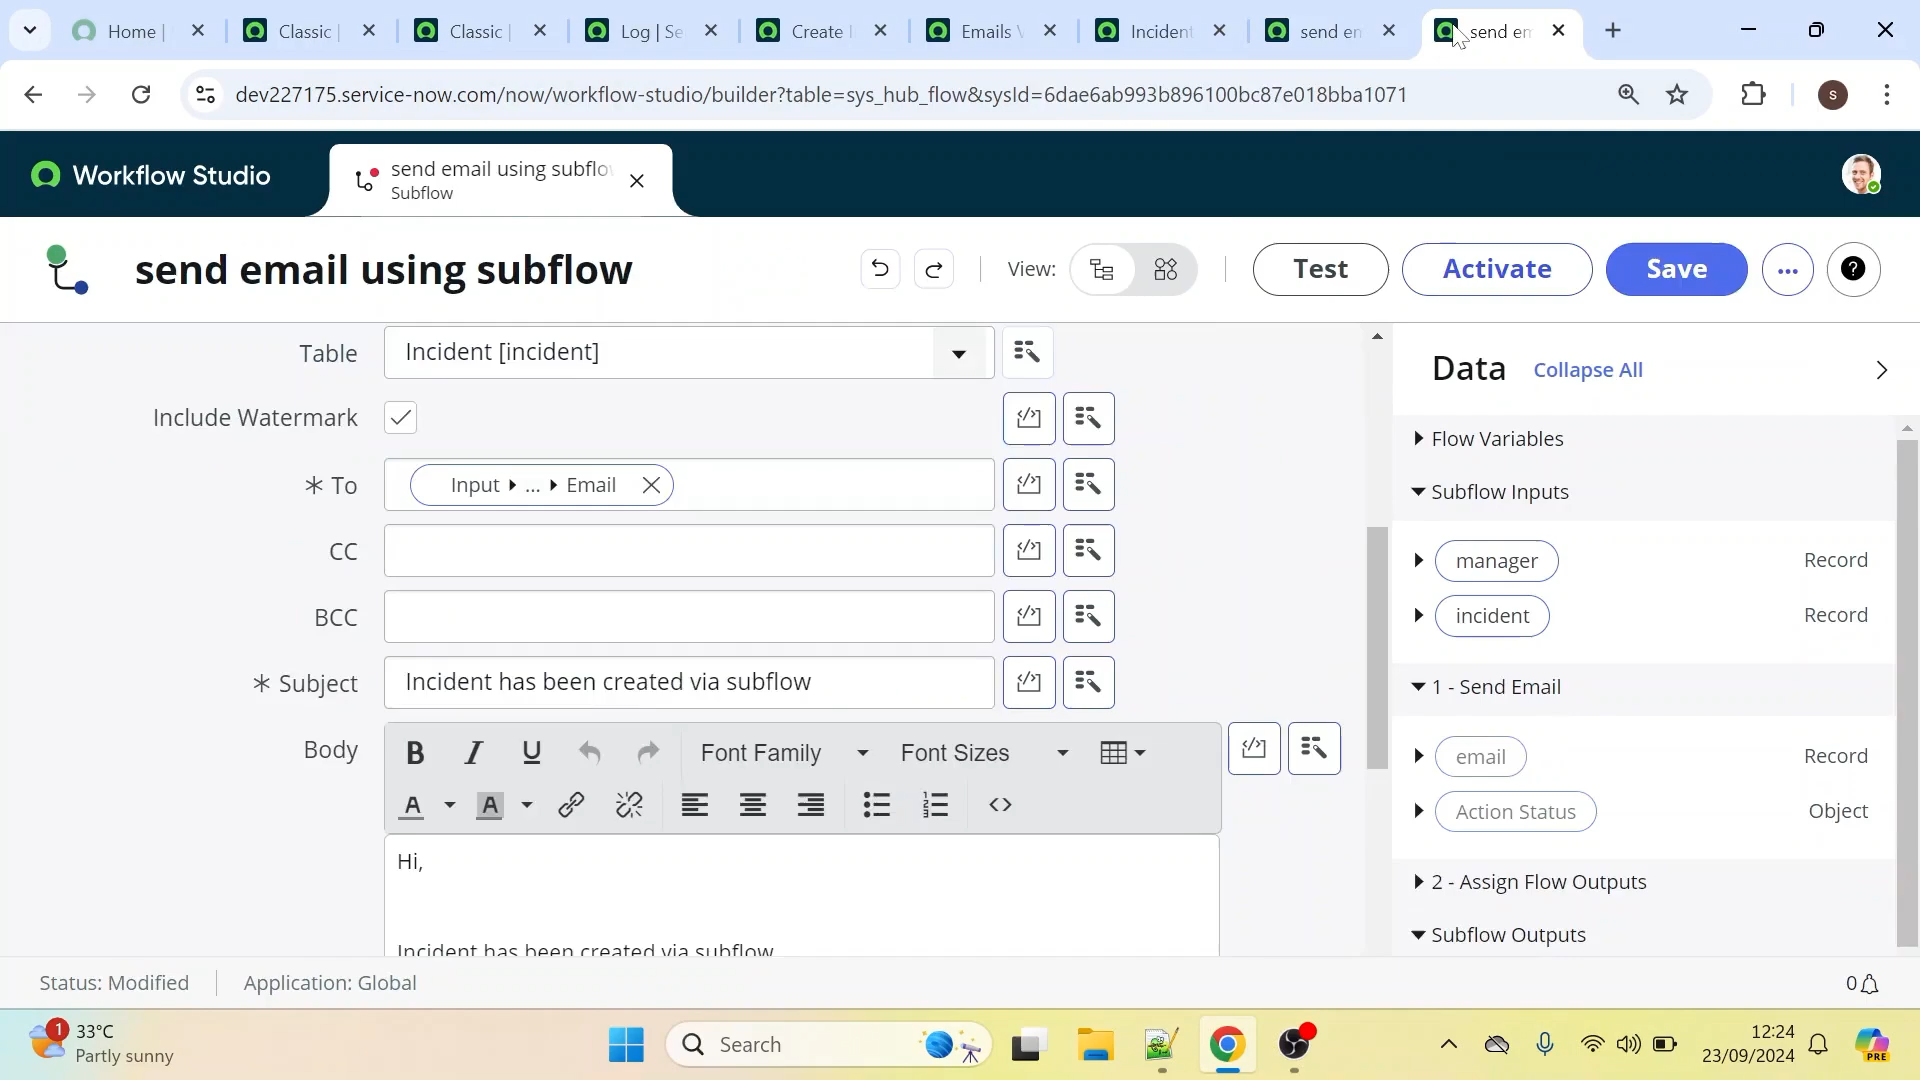 Home |
Classic |
Classic |
Log | Se
Create I
Emails
Incident
send em
send em
dev227175.service-now.com/now/workflow-studio/builder?table=sys_hub_flow&sysId=6dae6ab993b896100bc87e018bba1071
s
Workflow Studio
send email using subflo
Subflow
send email using subflow
View:
Test
Activate
Save
...
?
Table
Incident [incident]
Include Watermark
* To
Input ... Email
CC
BCC
* Subject
Incident has been created via subflow
Body
B I U
Font Family
Font Sizes
A
A
Hi,
Incident has been created via subflow
Data
Collapse All
Flow Variables
Subflow Inputs
manager
Record
incident
Record
1 - Send Email
email
Record
Action Status
Object
2 - Assign Flow Outputs
Subflow Outputs
Status: Modified
Application: Global
0
1
33°C
Partly sunny
Search
12:24
23/09/2024
PRE